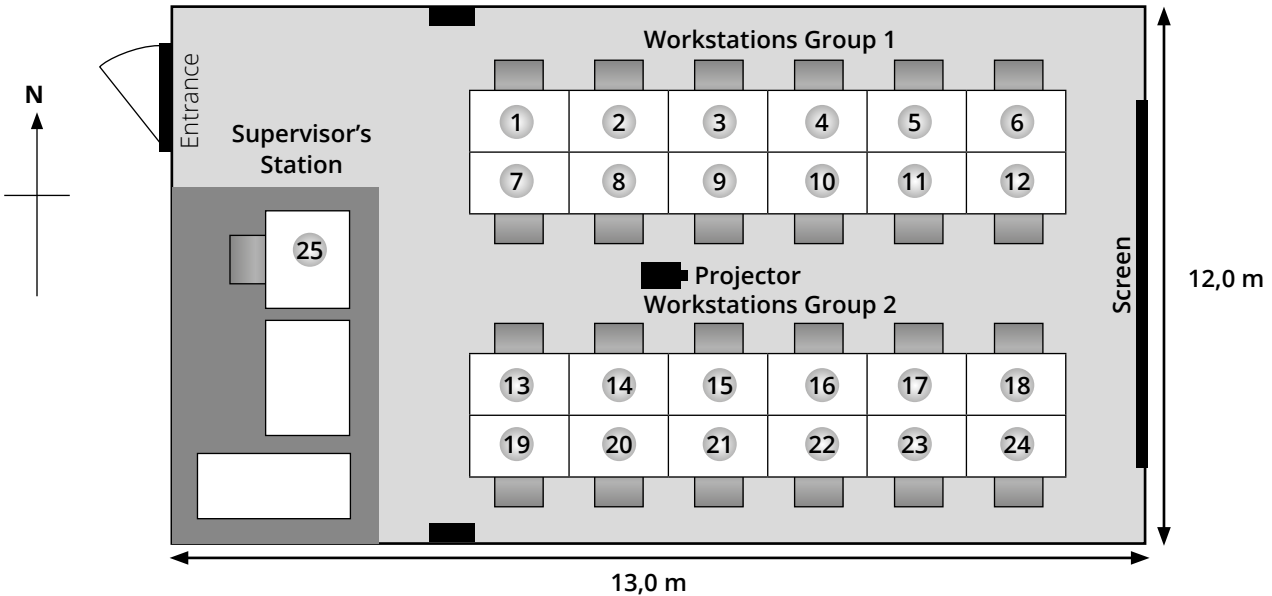 Workstations Group 1
N
Entrance
Supervisor's
Station
1 2 3 4 5 6
7 8 9 10 11 12
25
Projector
Screen
12,0 m
Workstations Group 2
13 14 15 16 17 18
19 20 21 22 23 24
13,0 m